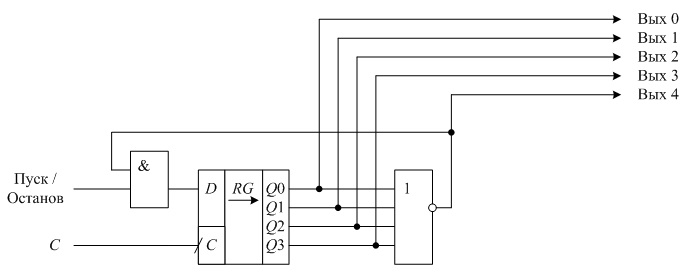 Вых 0
Вых 1
Вых 2
Вых 3
Вых 4
&
Пуск /
Останов
D RG Q0 1
Q1
Q2
C C Q3